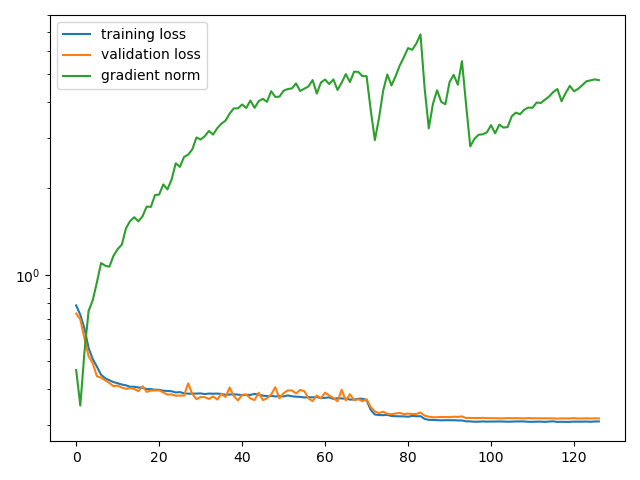 training loss
validation loss
gradient norm
10⁰
0 20 40 60 80 100 120